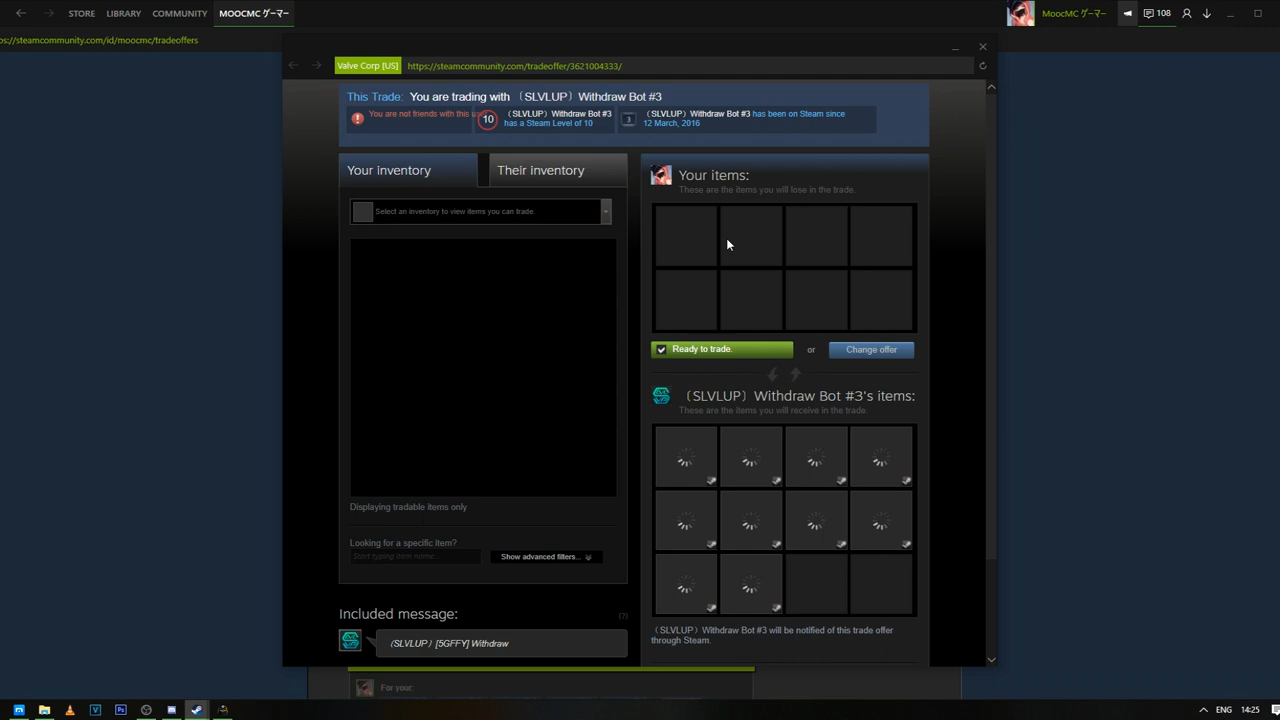 STORE LIBRARY COMMUNITY MOOCMC ゲーマー
MOOCMC ゲーマー 108
ps://steamcommunity.com/id/moocmc/tradeoffers
Valve Corp [US] https://steamcommunity.com/tradeoffer/3621004333/
This Trade: You are trading with 〔SLVLUP〕Withdraw Bot #3
You are not friends with this u
10
〔SLVLUP〕Withdraw Bot #3
has a Steam Level of 10
3
〔SLVLUP〕Withdraw Bot #3 has been on Steam since
12 March, 2016
Your inventory
Their inventory
Select an inventory to view items you can trade.
Displaying tradable items only
Looking for a specific item?
Start typing item name...
Show advanced filters...
Included message:
[?]
〔SLVLUP〕[5GFFY] Withdraw
Your items:
These are the items you will lose in the trade.
Ready to trade.
or
Change offer
〔SLVLUP〕Withdraw Bot #3's items:
These are the items you will receive in the trade.
〔SLVLUP〕Withdraw Bot #3 will be notified of this trade offer
through Steam.
For your:
ENG 14:25